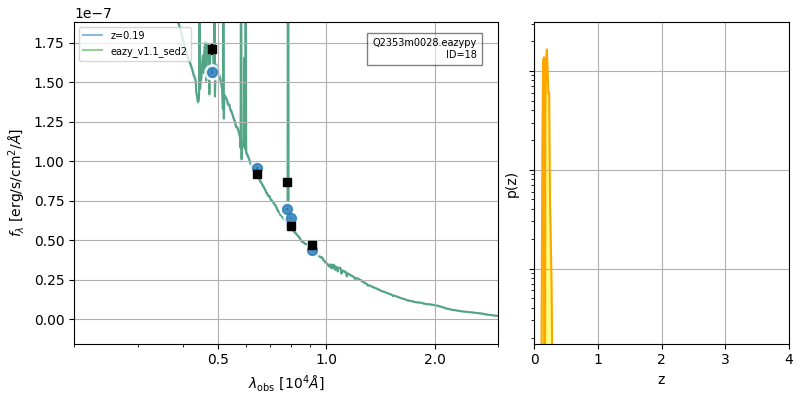 1e−7
z=0.19
eazy_v1.1_sed2
Q2353m0028.eazypy
ID=18
1.75
1.50
1.25
1.00
0.75
0.50
0.25
0.00
fλ [erg/s/cm²/Å]
0.5
1.0
2.0
λobs [10⁴Å]
p(z)
0
1
2
3
4
z